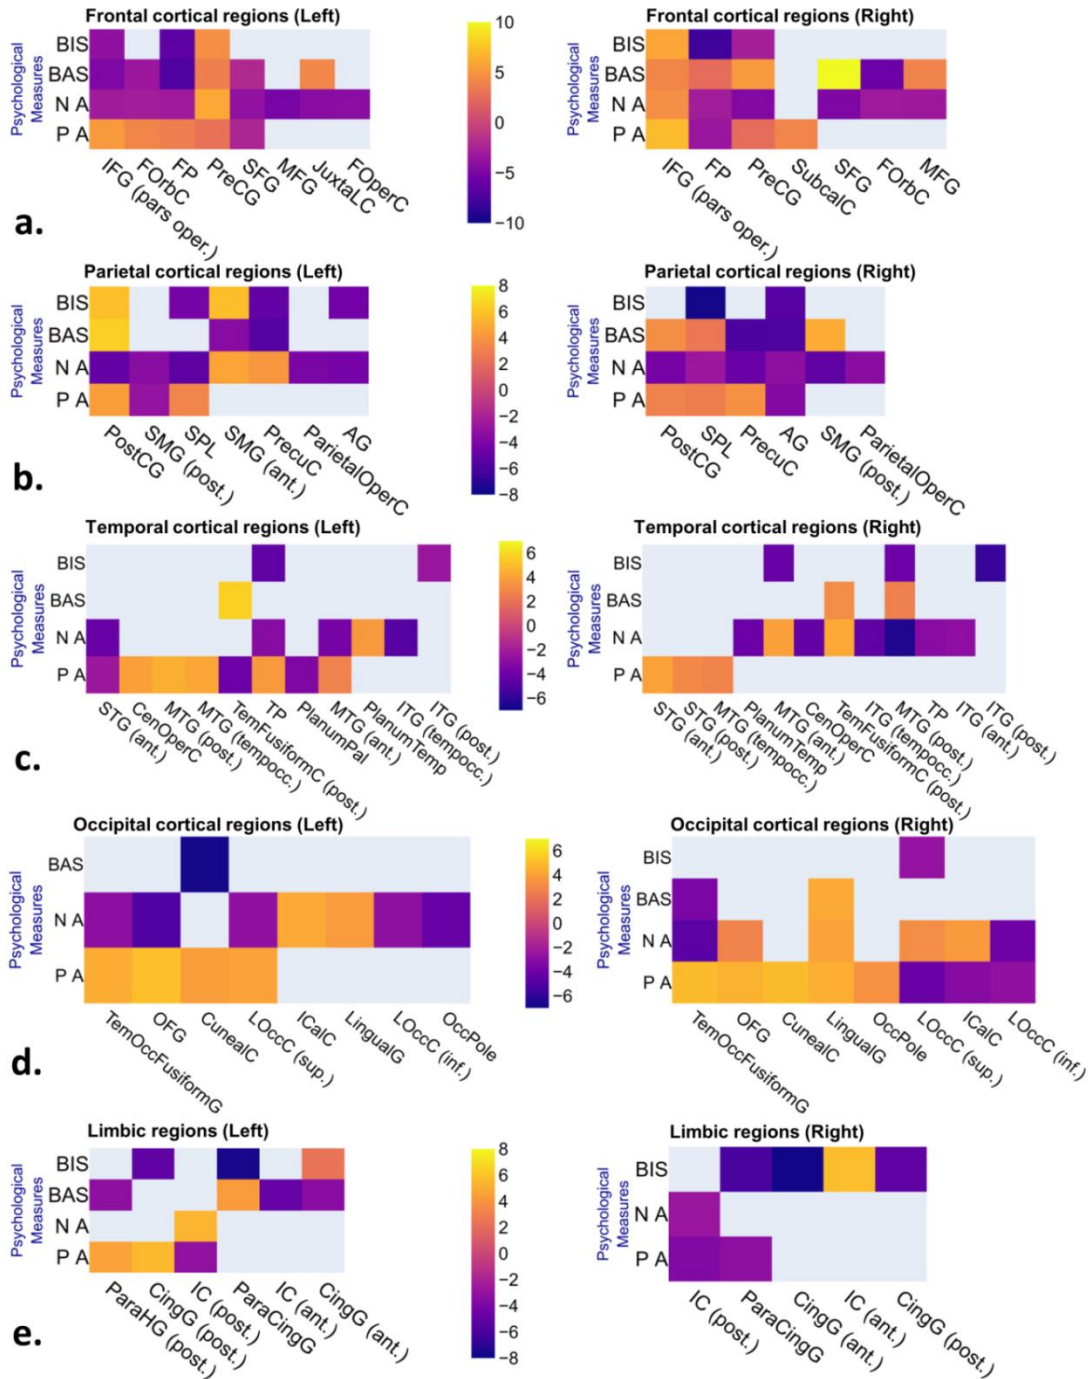 Frontal cortical regions (Left)
Frontal cortical regions (Right)
Psychological
Measures
BIS
BAS
N A
P A
IFG (pars oper.)
FOrbC
FP
PreCG
SFG
MFG
JuxtaLC
FOperC
10
5
0
−5
−10
Psychological
Measures
BIS
BAS
N A
P A
IFG (pars oper.)
FP
PreCG
SubcalC
SFG
FOrbC
MFG
a.
Parietal cortical regions (Left)
Parietal cortical regions (Right)
Psychological
Measures
BIS
BAS
N A
P A
PostCG
SMG (post.)
SPL
SMG (ant.)
PrecuC
ParietalOperC
AG
8
6
4
2
0
−2
−4
−6
−8
Psychological
Measures
BIS
BAS
N A
P A
PostCG
SPL
PrecuC
AG
SMG (post.)
ParietalOperC
b.
Temporal cortical regions (Left)
Temporal cortical regions (Right)
Psychological
Measures
BIS
BAS
N A
P A
STG (ant.)
CenOperC
MTG (post.)
MTG (tempocc.)
TemFusiformC (post.)
TP
PlanumPal
MTG (ant.)
PlanumTemp
ITG (tempocc.)
ITG (post.)
6
4
2
0
−2
−4
−6
Psychological
Measures
BIS
BAS
N A
P A
STG (ant.)
STG (post.)
MTG (tempocc.)
PlanumTemp
MTG (ant.)
CenOperC
TemFusiformC (post.)
ITG (tempocc.)
MTG (post.)
TP
ITG (ant.)
ITG (post.)
c.
Occipital cortical regions (Left)
Occipital cortical regions (Right)
Psychological
Measures
BAS
N A
P A
TemOccFusiformG
OFG
CunealC
LOccC (sup.)
ICalC
LingualG
LOccC (inf.)
OccPole
6
4
2
0
−2
−4
−6
Psychological
Measures
BIS
BAS
N A
P A
TemOccFusiformG
OFG
CunealC
LingualG
OccPole
LOccC (sup.)
ICalC
LOccC (inf.)
d.
Limbic regions (Left)
Limbic regions (Right)
Psychological
Measures
BIS
BAS
N A
P A
ParaHG (post.)
CingG (post.)
IC (post.)
ParaCingG
IC (ant.)
CingG (ant.)
8
6
4
2
0
−2
−4
−6
−8
Psychological
Measures
BIS
N A
P A
IC (post.)
ParaCingG
CingG (ant.)
IC (ant.)
CingG (post.)
e.